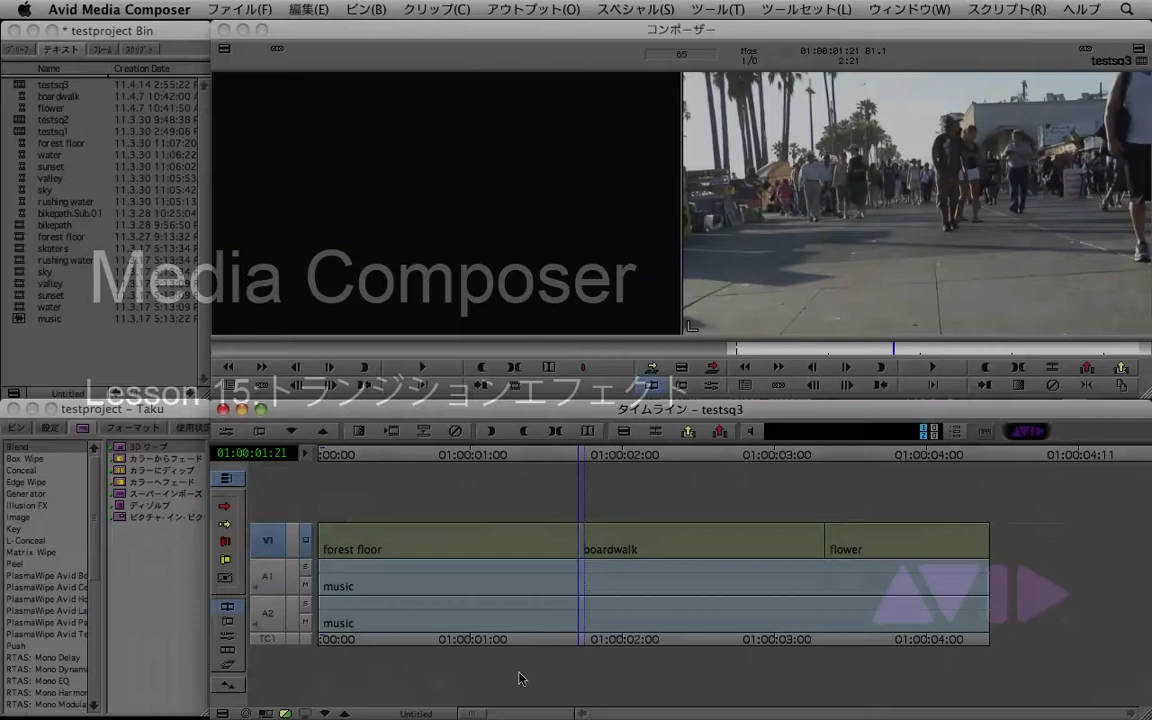 Avid Media Composer ファイル(F) 編集(E) ビン(B) クリップ(C) アウトプット(O) スペシャル(S) ツール(T) ツールセット(L) ウィンドウ(W) スクリプト(R) ヘルプ
* testproject Bin
コンポーザー
テキスト
65
Mas
1/0
01:00:01:21 B1.1
2:21
testsq3
Name Creation Date
testsq3 11.4.14 2:55:22 F
boardwalk 11.4.7 10:42:00 A
flower 11.4.7 10:41:50 A
testsq2 11.3.30 9:48:38 F
testsq1 11.3.30 2:49:06 F
forest floor 11.3.30 11:07:20
water 11.3.30 11:06:22
sunset 11.3.30 11:06:02
valley 11.3.30 11:05:53
sky 11.3.30 11:05:42
rushing water 11.3.30 11:05:13
bikepath.Sub.01 11.3.28 10:25:04
bikepath 11.3.28 9:56:50 F
forest floor 11.3.27 9:13:32 F
skaters 11.3.17 5:13:34 F
rushing water 11.3.17 5:13:34 F
sky 11.3.17 5:13:34 F
valley 11.3.17 5:13:09 F
sunset 11.3.17 5:13:09 F
water 11.3.17 5:13:09 F
music 11.3.17 5:13:22 F
Media Composer
Untitled
Lesson 15:トランジションエフェクト
testproject - Taku
ビン 設定 フォーマット 使用状
Blend
Box Wipe
Conceal
Edge Wipe
Generator
Illusion FX
Image
Key
L-Conceal
Matrix Wipe
Peel
PlasmaWipe Avid Bo
PlasmaWipe Avid Ce
PlasmaWipe Avid Ho
PlasmaWipe Avid La
PlasmaWipe Avid Pa
PlasmaWipe Avid Te
Push
RTAS: Mono Delay
RTAS: Mono Dynami
RTAS: Mono EQ
RTAS: Mono Harmor
RTAS: Mono Modula
3D ワープ
カラーからフェード
カラーにディップ
カラーへフェード
スーパーインポーズ
ディゾルブ
ピクチャ-イン-ピク
タイムライン - testsq3
AVID
01:00:01:21
:00:00 01:00:01:00 01:00:02:00 01:00:03:00 01:00:04:00 01:00:04:11
V1 forest floor boardwalk flower
A1 S M music
A2 S M music
AVID
TC1 :00:00 01:00:01:00 01:00:02:00 01:00:03:00 01:00:04:00
Untitled